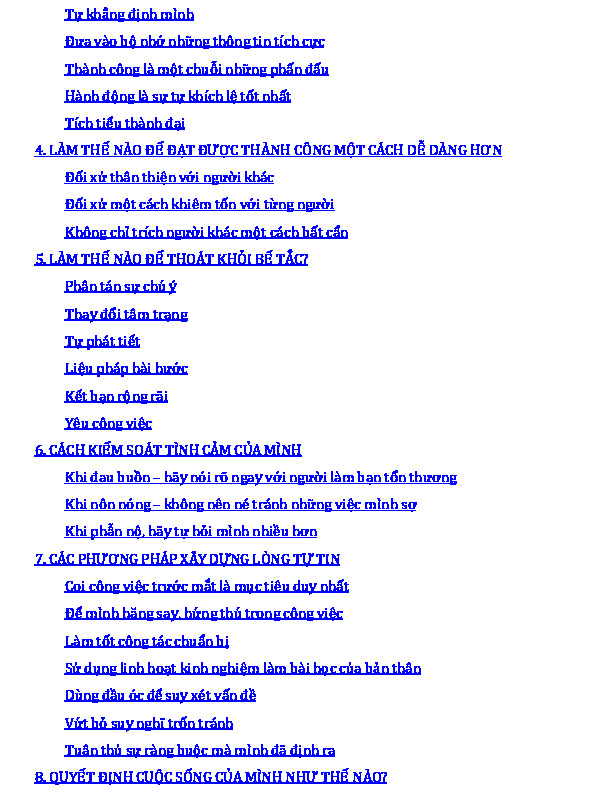 Tự khẳng định mình
Đưa vào bộ nhớ những thông tin tích cực
Thành công là một chuỗi những phấn đấu
Hành động là sự tự khích lệ tốt nhất
Tích tiểu thành đại
4. LÀM THẾ NÀO ĐỂ ĐẠT ĐƯỢC THÀNH CÔNG MỘT CÁCH DỄ DÀNG HƠN
Đối xử thân thiện với người khác
Đối xử một cách khiêm tốn với từng người
Không chỉ trích người khác một cách bất cẩn
5. LÀM THẾ NÀO ĐỂ THOÁT KHỎI BẾ TẮC?
Phân tán sự chú ý
Thay đổi tâm trạng
Tự phát tiết
Liệu pháp hài hước
Kết bạn rộng rãi
Yêu công việc
6. CÁCH KIỂM SOÁT TÌNH CẢM CỦA MÌNH
Khi đau buồn – hãy nói rõ ngay với người làm bạn tổn thương
Khi nôn nóng – không nên né tránh những việc mình sợ
Khi phẫn nộ, hãy tự hỏi mình nhiều hơn
7. CÁC PHƯƠNG PHÁP XÂY DỰNG LÒNG TỰ TIN
Coi công việc trước mắt là mục tiêu duy nhất
Để mình hăng say, hứng thú trong công việc
Làm tốt công tác chuẩn bị
Sử dụng linh hoạt kinh nghiệm làm bài học của bản thân
Dùng đầu óc để suy xét vấn đề
Vứt bỏ suy nghĩ trốn tránh
Tuân thủ sự ràng buộc mà mình đã định ra
8. QUYẾT ĐỊNH CUỘC SỐNG CỦA MÌNH NHƯ THẾ NÀO?